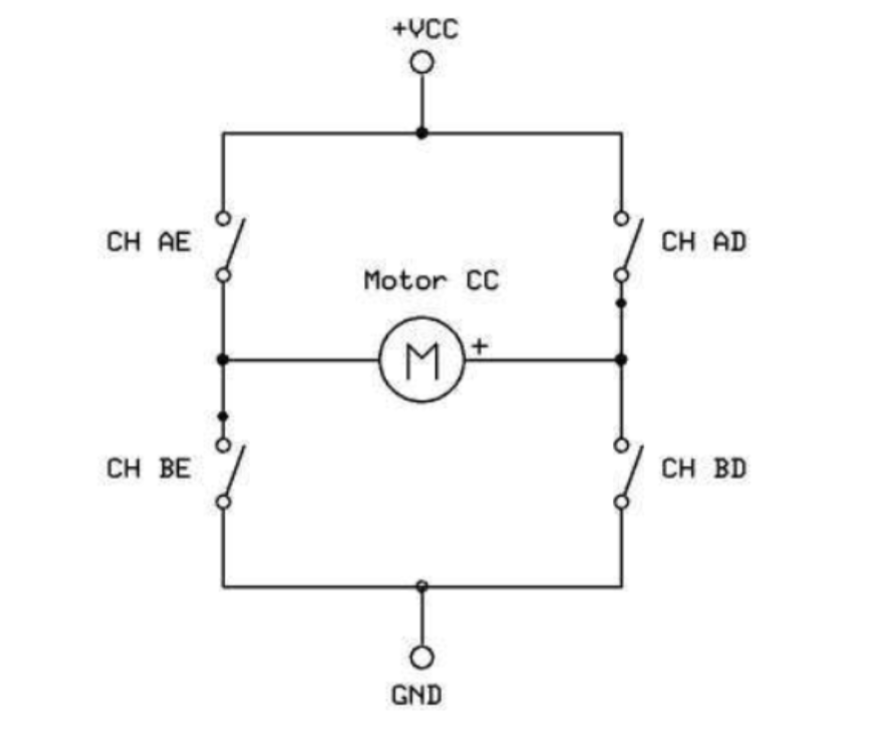 +VCC
CH AE
CH AD
Motor CC
M
+
CH BE
CH BD
GND